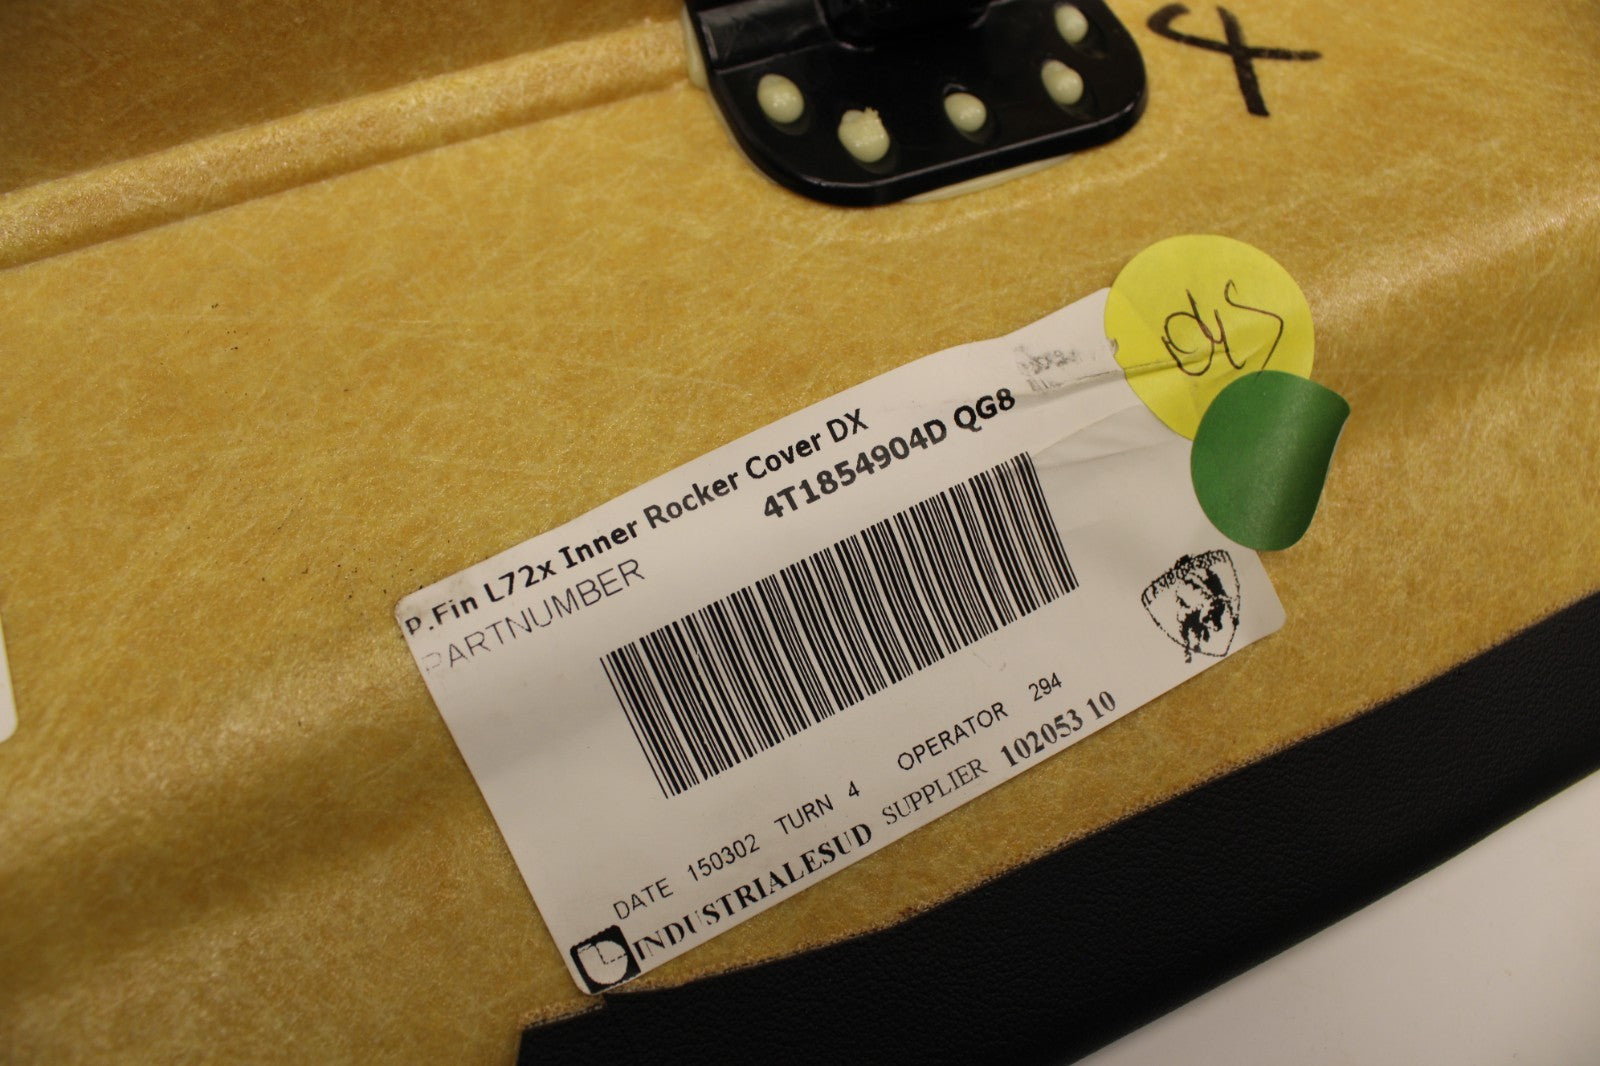 4
P.Fin L72x Inner Rocker Cover DX
4T1854904D QG8
PARTNUMBER
DATE 150302 TURN 4 OPERATOR 294
INDUSTRIALESUD SUPPLIER 102053 10